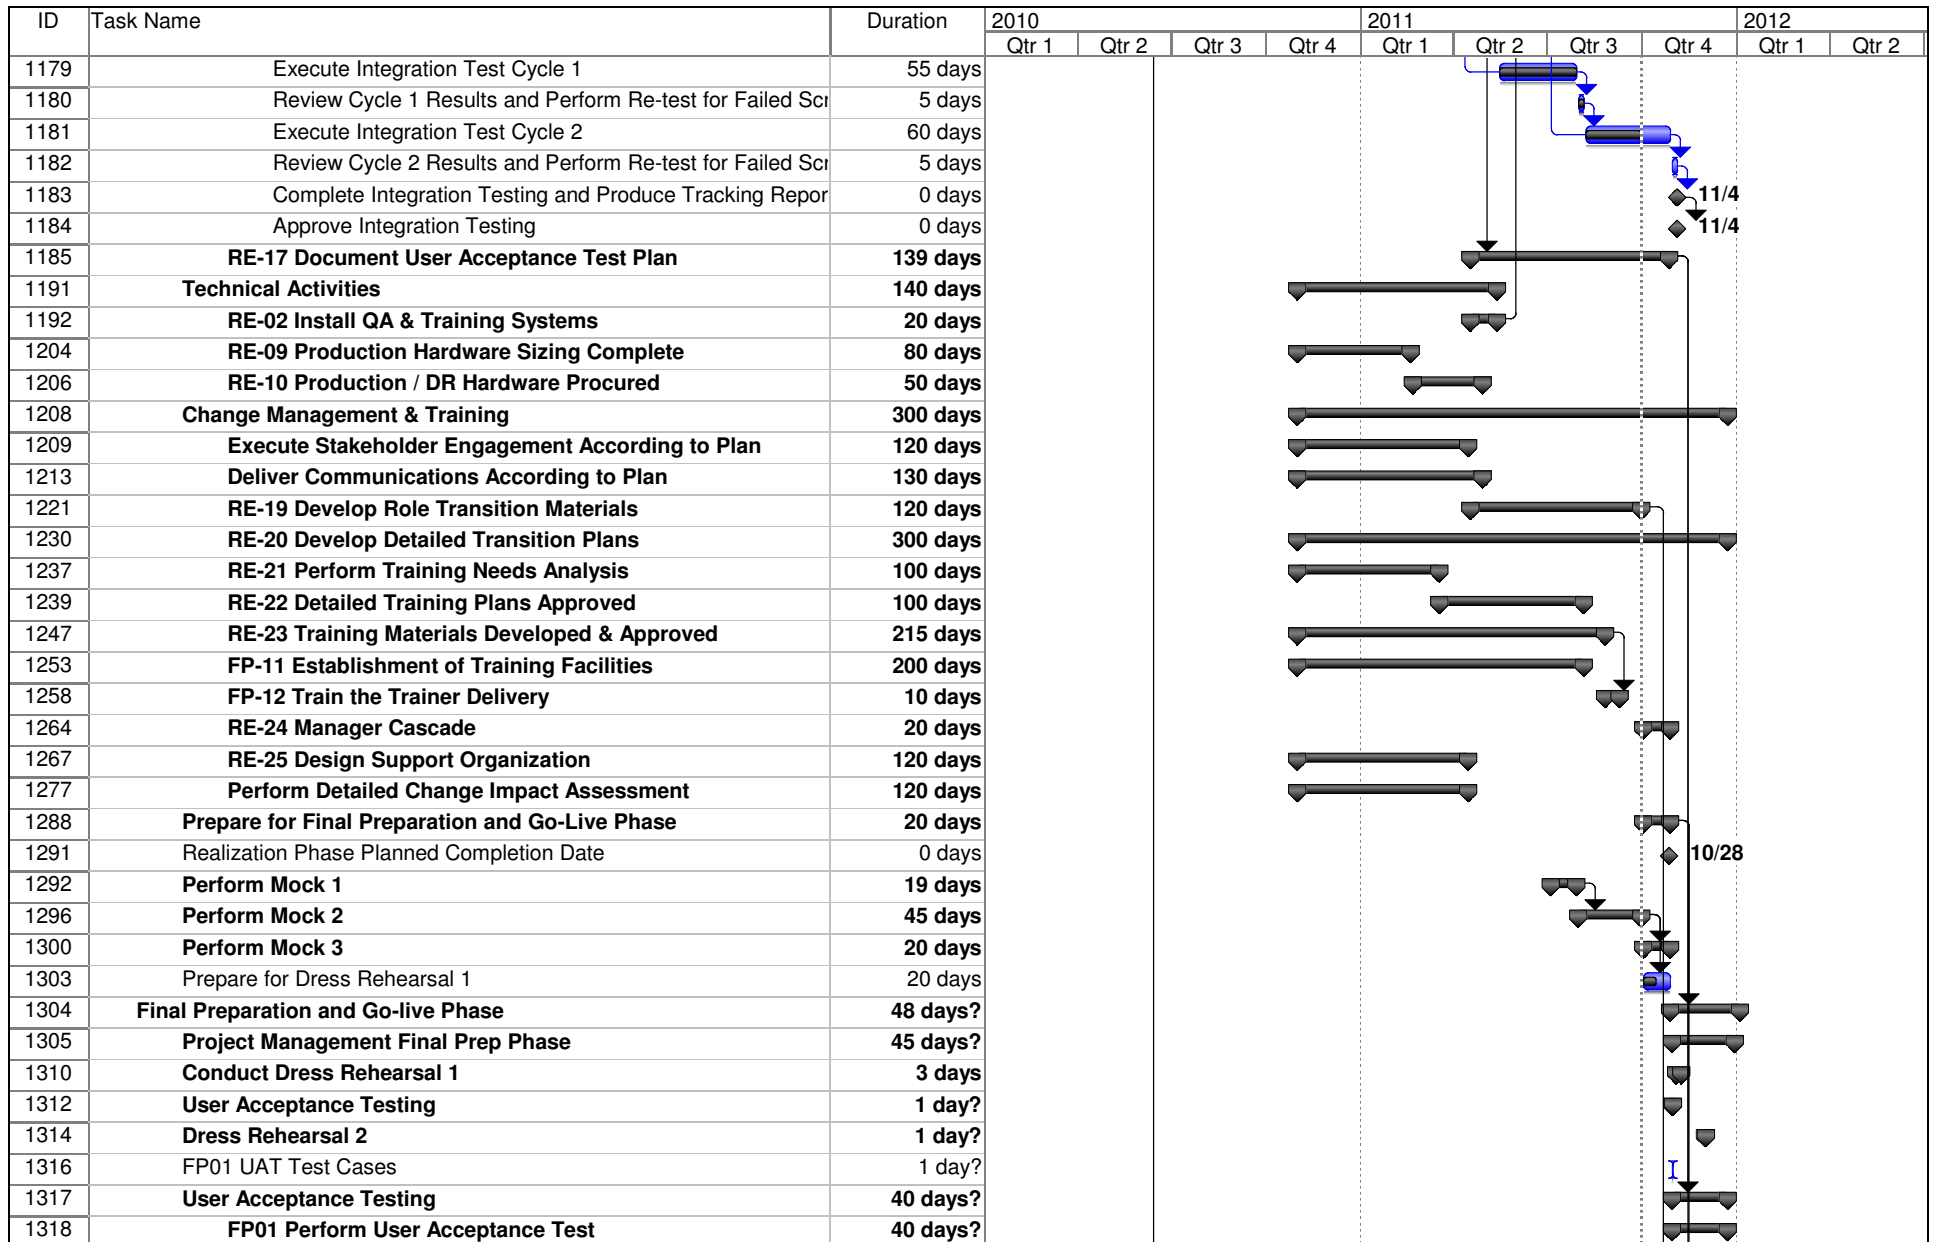 ID Task Name Duration 2010 2011 2012
Qtr 1 Qtr 2 Qtr 3 Qtr 4 Qtr 1 Qtr 2 Qtr 3 Qtr 4 Qtr 1 Qtr 2
1179 Execute Integration Test Cycle 1 55 days
1180 Review Cycle 1 Results and Perform Re-test for Failed Scr 5 days
1181 Execute Integration Test Cycle 2 60 days
1182 Review Cycle 2 Results and Perform Re-test for Failed Scr 5 days
1183 Complete Integration Testing and Produce Tracking Repor 0 days 11/4
1184 Approve Integration Testing 0 days 11/4
1185 RE-17 Document User Acceptance Test Plan 139 days
1191 Technical Activities 140 days
1192 RE-02 Install QA & Training Systems 20 days
1204 RE-09 Production Hardware Sizing Complete 80 days
1206 RE-10 Production / DR Hardware Procured 50 days
1208 Change Management & Training 300 days
1209 Execute Stakeholder Engagement According to Plan 120 days
1213 Deliver Communications According to Plan 130 days
1221 RE-19 Develop Role Transition Materials 120 days
1230 RE-20 Develop Detailed Transition Plans 300 days
1237 RE-21 Perform Training Needs Analysis 100 days
1239 RE-22 Detailed Training Plans Approved 100 days
1247 RE-23 Training Materials Developed & Approved 215 days
1253 FP-11 Establishment of Training Facilities 200 days
1258 FP-12 Train the Trainer Delivery 10 days
1264 RE-24 Manager Cascade 20 days
1267 RE-25 Design Support Organization 120 days
1277 Perform Detailed Change Impact Assessment 120 days
1288 Prepare for Final Preparation and Go-Live Phase 20 days
1291 Realization Phase Planned Completion Date 0 days 10/28
1292 Perform Mock 1 19 days
1296 Perform Mock 2 45 days
1300 Perform Mock 3 20 days
1303 Prepare for Dress Rehearsal 1 20 days
1304 Final Preparation and Go-live Phase 48 days?
1305 Project Management Final Prep Phase 45 days?
1310 Conduct Dress Rehearsal 1 3 days
1312 User Acceptance Testing 1 day?
1314 Dress Rehearsal 2 1 day?
1316 FP01 UAT Test Cases 1 day?
1317 User Acceptance Testing 40 days?
1318 FP01 Perform User Acceptance Test 40 days?